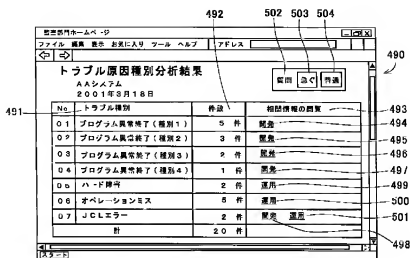 492
502 503 504
監査部門ホームページ
ファイル 編集 表示 お気に入り ツール ヘルプ アドレス
490
トラブル原因種別分析結果
質問 急ぐ 普通
AAシステム
2001年3月18日
491 No. トラブル種別 件数 相関情報の回覧 493
01 プログラム異常終了(種別1) 5 件 開発 494
02 プログラム異常終了(種別2) 3 件 開発 495
03 プログラム異常終了(種別3) 2 件 開発 496
04 プログラム異常終了(種別4) 1 件 開発 497
05 ハード障害 2 件 運用 499
06 オペレーションミス 5 件 運用 500
07 JCLエラー 2 件 開発 運用 501
計 20 件
498
スタート